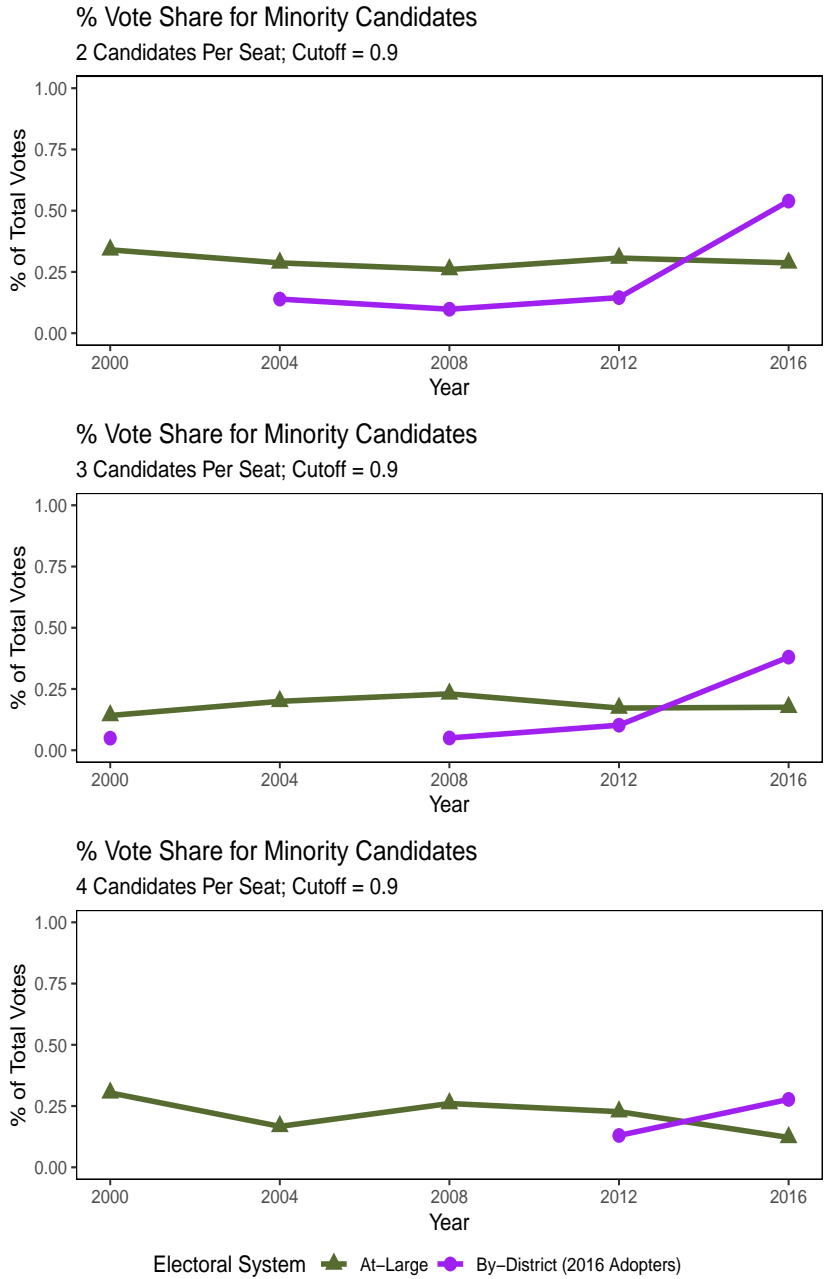 % Vote Share for Minority Candidates
2 Candidates Per Seat; Cutoff = 0.9
1.00
0.75
0.50
0.25
0.00
% of Total Votes
2000 2004 2008 2012 2016
Year
% Vote Share for Minority Candidates
3 Candidates Per Seat; Cutoff = 0.9
1.00
0.75
0.50
0.25
0.00
% of Total Votes
2000 2004 2008 2012 2016
Year
% Vote Share for Minority Candidates
4 Candidates Per Seat; Cutoff = 0.9
1.00
0.75
0.50
0.25
0.00
% of Total Votes
2000 2004 2008 2012 2016
Year
Electoral System At−Large By−District (2016 Adopters)